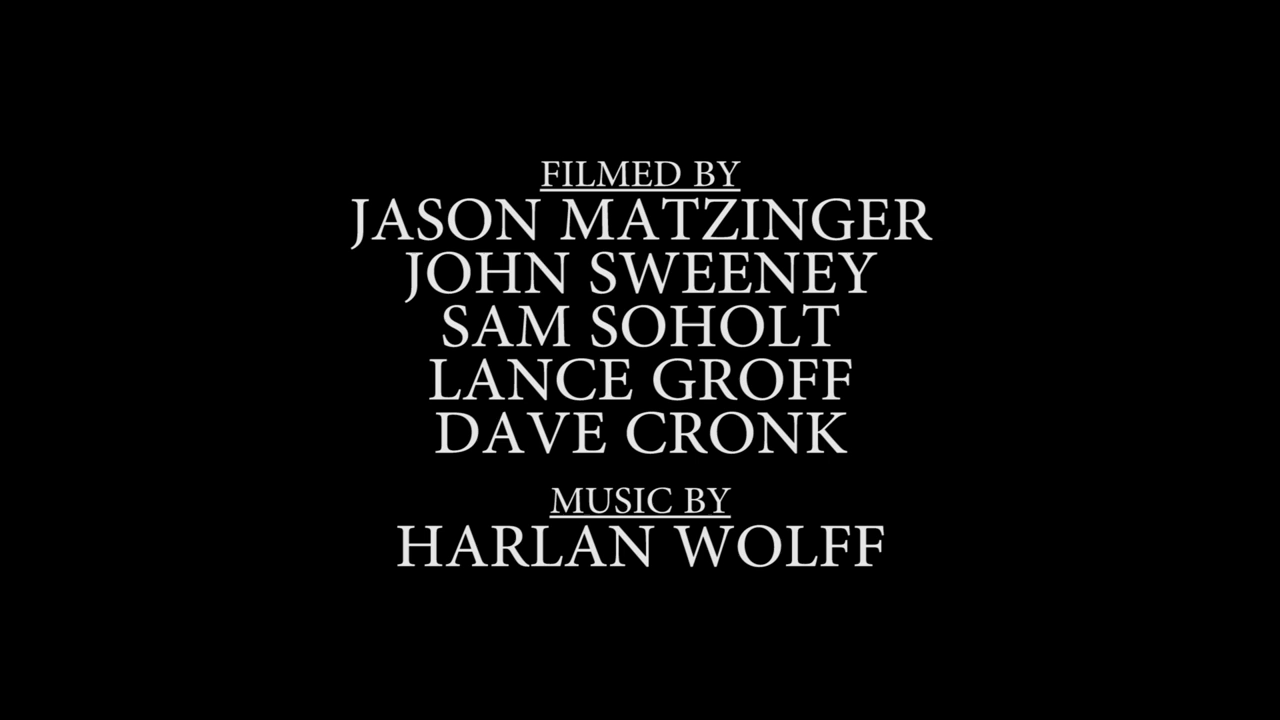 FILMED BY
JASON MATZINGER
JOHN SWEENEY
SAM SOHOLT
LANCE GROFF
DAVE CRONK
MUSIC BY
HARLAN WOLFF